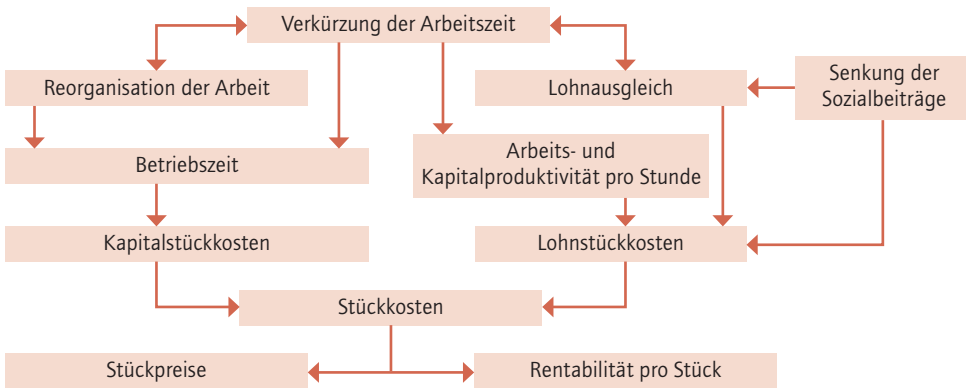 Verkürzung der Arbeitszeit
Reorganisation der Arbeit
Lohnausgleich
Senkung der
Sozialbeiträge
Betriebszeit
Arbeits- und
Kapitalproduktivität pro Stunde
Kapitalstückkosten
Lohnstückkosten
Stückkosten
Stückpreise
Rentabilität pro Stück